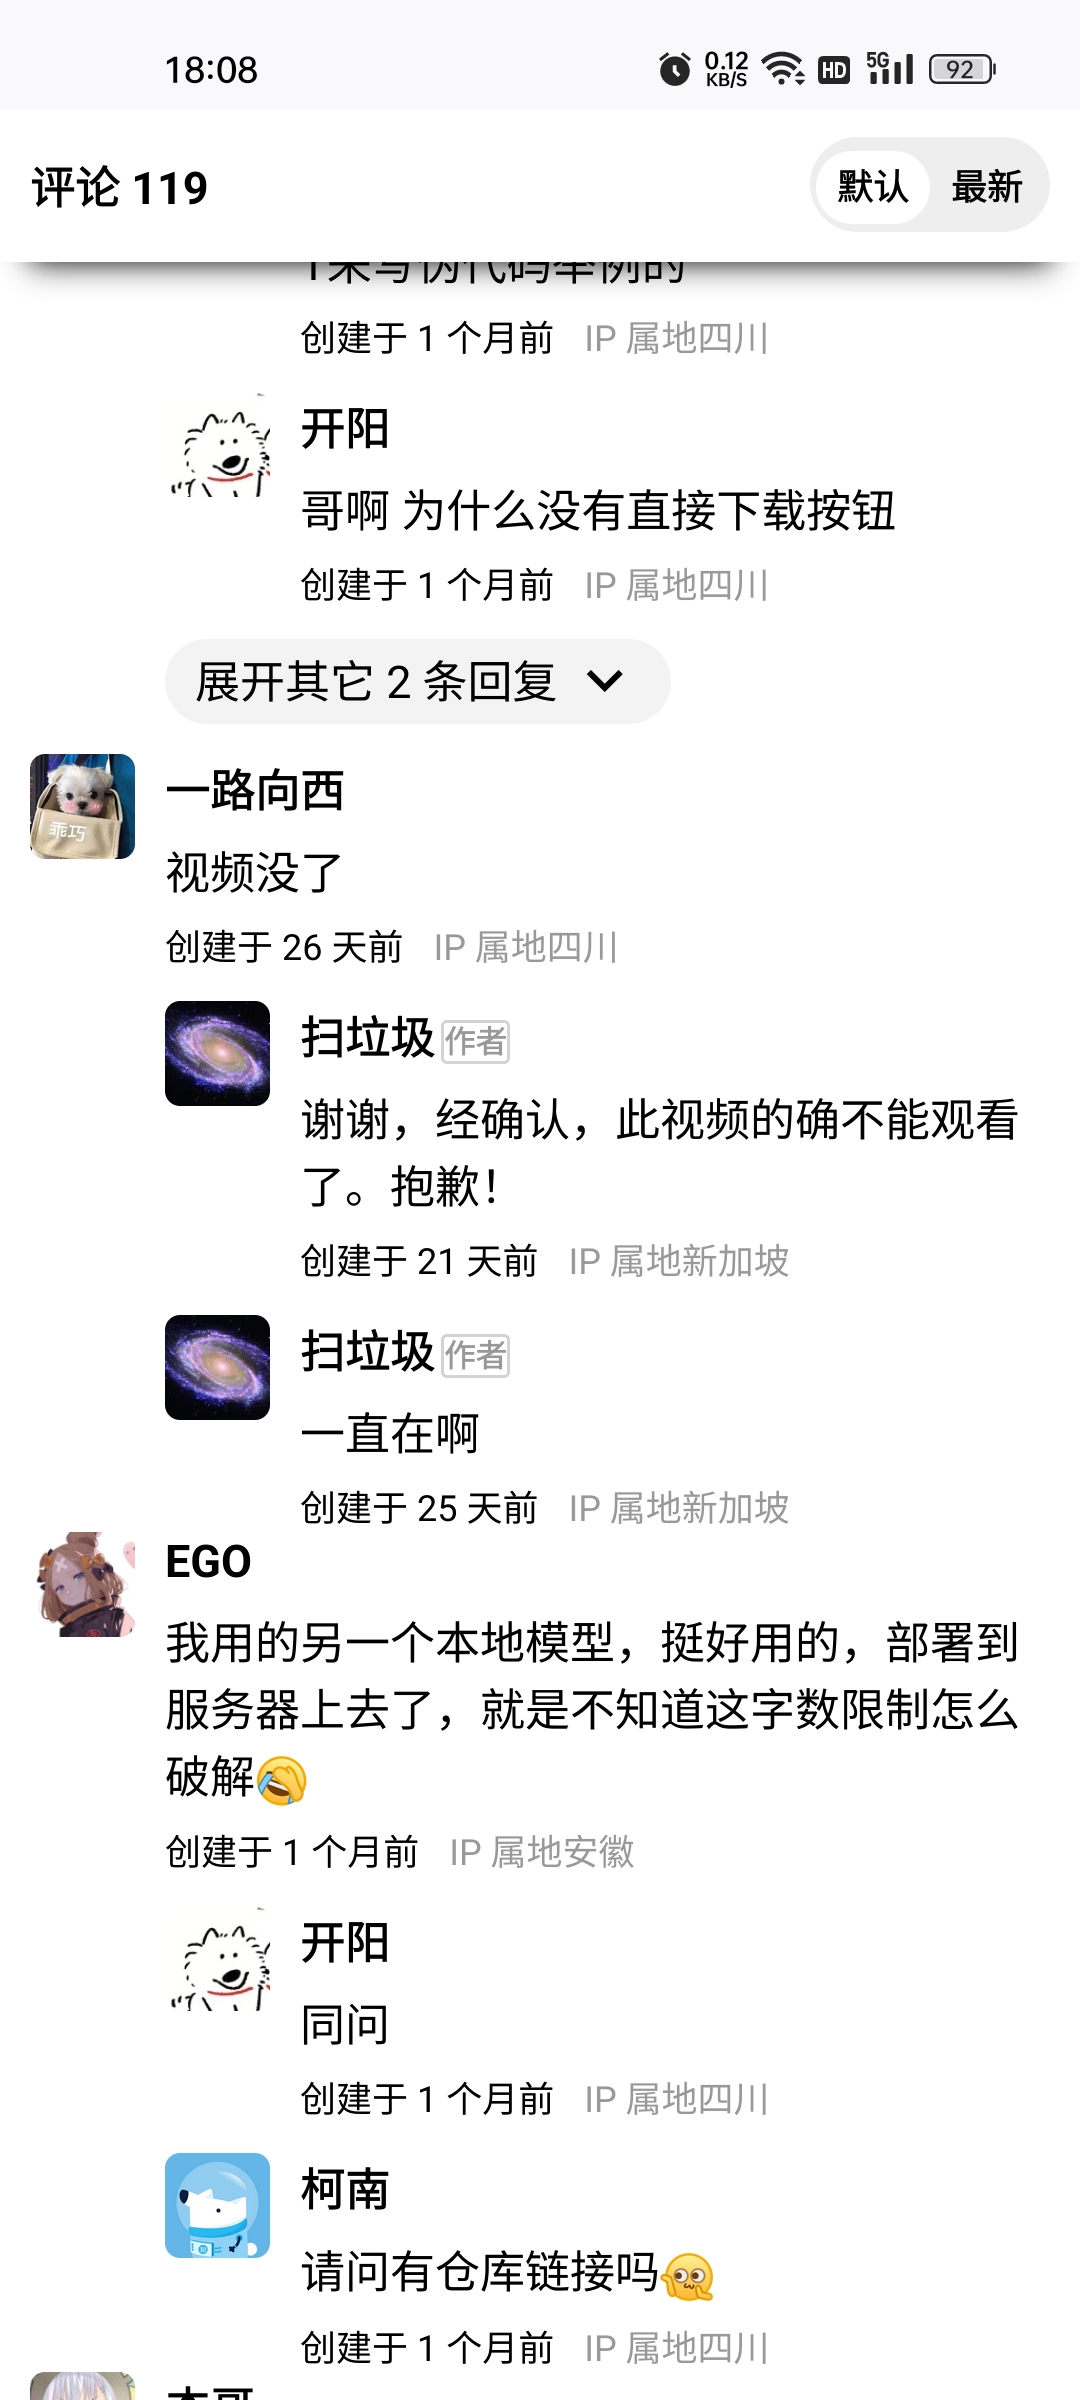 18:08
0.12
KB/S
HD
5G
92
评论 119
默认
最新
1来写伪代码举例的
创建于 1 个月前 IP 属地四川
开阳
哥啊 为什么没有直接下载按钮
创建于 1 个月前 IP 属地四川
展开其它 2 条回复
乖巧
一路向西
视频没了
创建于 26 天前 IP 属地四川
扫垃圾 作者
谢谢，经确认，此视频的确不能观看
了。抱歉！
创建于 21 天前 IP 属地新加坡
扫垃圾 作者
一直在啊
创建于 25 天前 IP 属地新加坡
EGO
我用的另一个本地模型，挺好用的，部署到
服务器上去了，就是不知道这字数限制怎么
破解🤣
创建于 1 个月前 IP 属地安徽
开阳
同问
创建于 1 个月前 IP 属地四川
柯南
请问有仓库链接吗🫣
创建于 1 个月前 IP 属地四川